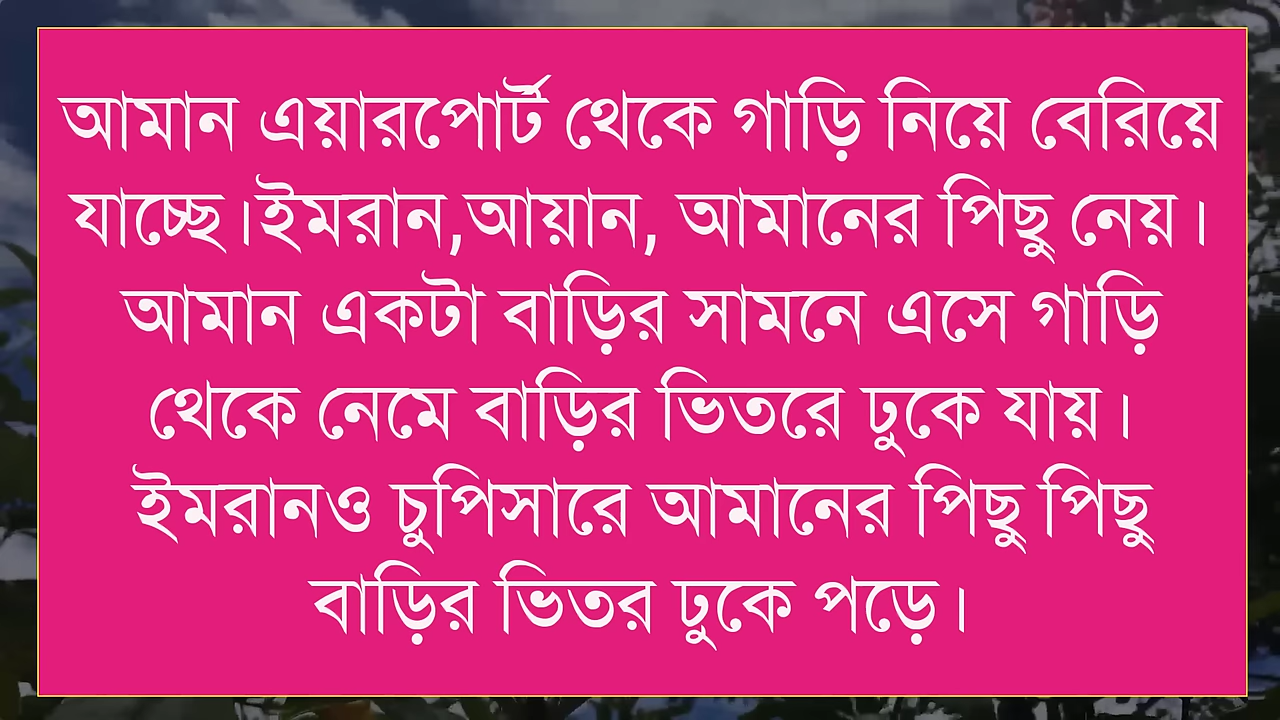 আমান এয়ারপোর্ট থেকে গাড়ি নিয়ে বেরিয়ে
যাচ্ছে।ইমরান,আয়ান, আমানের পিছু নেয়।
আমান একটা বাড়ির সামনে এসে গাড়ি
থেকে নেমে বাড়ির ভিতরে ঢুকে যায়।
ইমরানও চুপিসারে আমানের পিছু পিছু
বাড়ির ভিতর ঢুকে পড়ে।